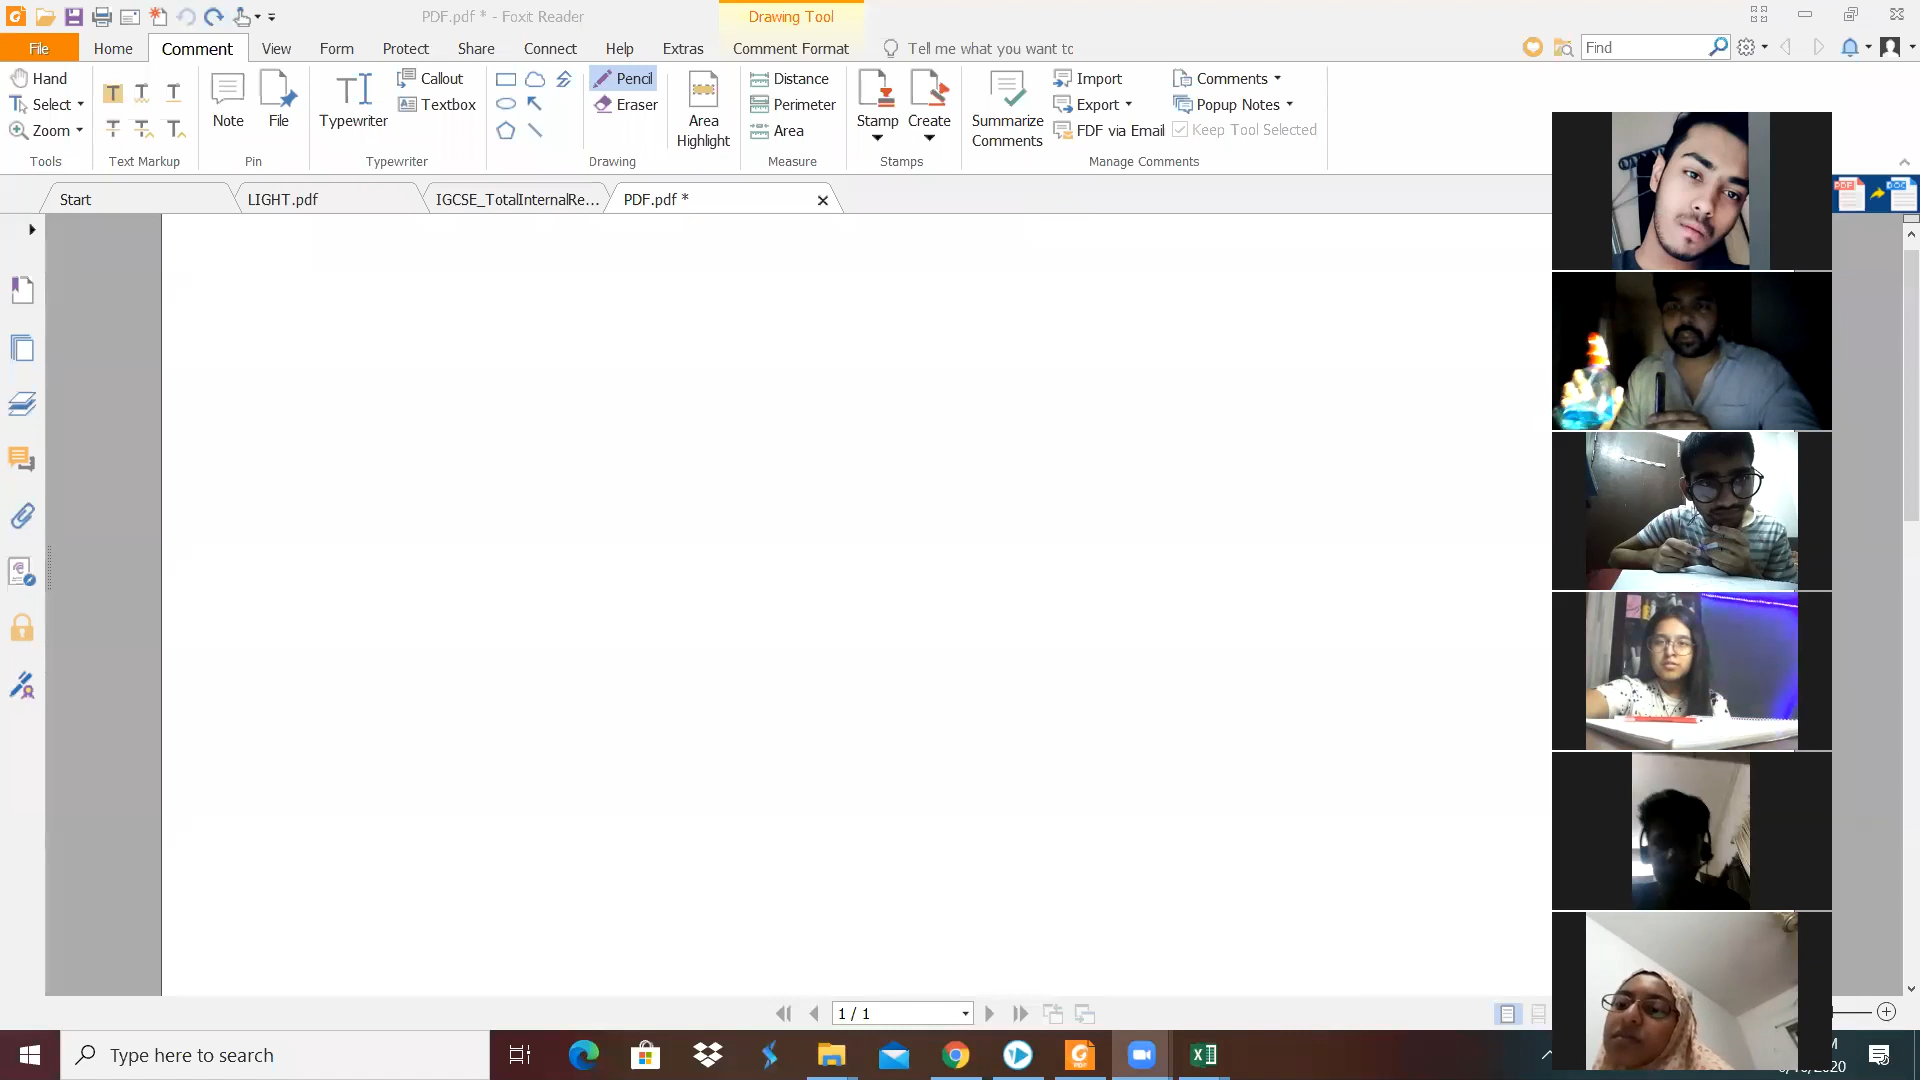 PDF.pdf * - Foxit Reader
Drawing Tool
File
Home
Comment
View
Form
Protect
Share
Connect
Help
Extras
Comment Format
Tell me what you want to
Find
Hand
Select
Zoom
Tools
Text Markup
Note
File
Pin
Typewriter
Callout
Textbox
Typewriter
Pencil
Eraser
Drawing
Area
Highlight
Distance
Perimeter
Area
Measure
Stamp
Create
Stamps
Summarize
Comments
Import
Export
FDF via Email
Comments
Popup Notes
Keep Tool Selected
Manage Comments
Start
LIGHT.pdf
IGCSE_TotalInternalRe...
PDF.pdf *
PDF
DOC
1 / 1
Type here to search